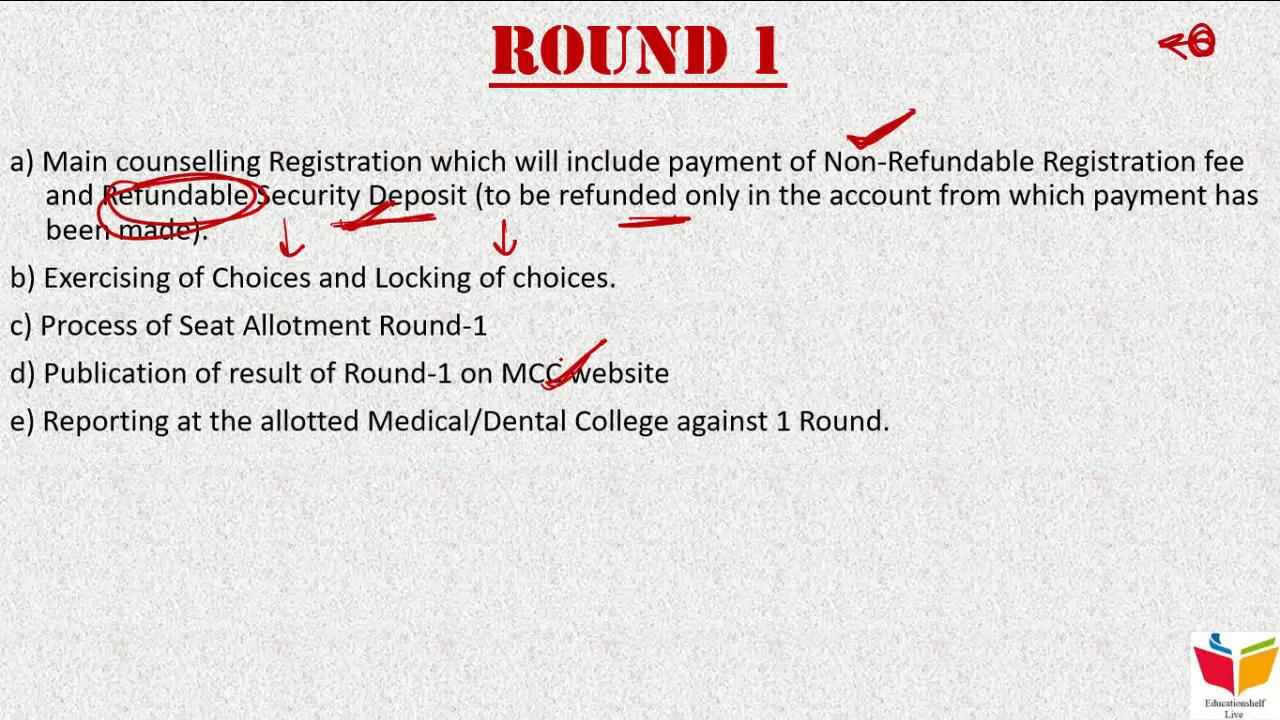 ROUND 1
a) Main counselling Registration which will include payment of Non-Refundable Registration fee
and Refundable Security Deposit (to be refunded only in the account from which payment has
been made).
b) Exercising of Choices and Locking of choices.
c) Process of Seat Allotment Round-1
d) Publication of result of Round-1 on MCC website
e) Reporting at the allotted Medical/Dental College against 1 Round.
Educationshelf
Live